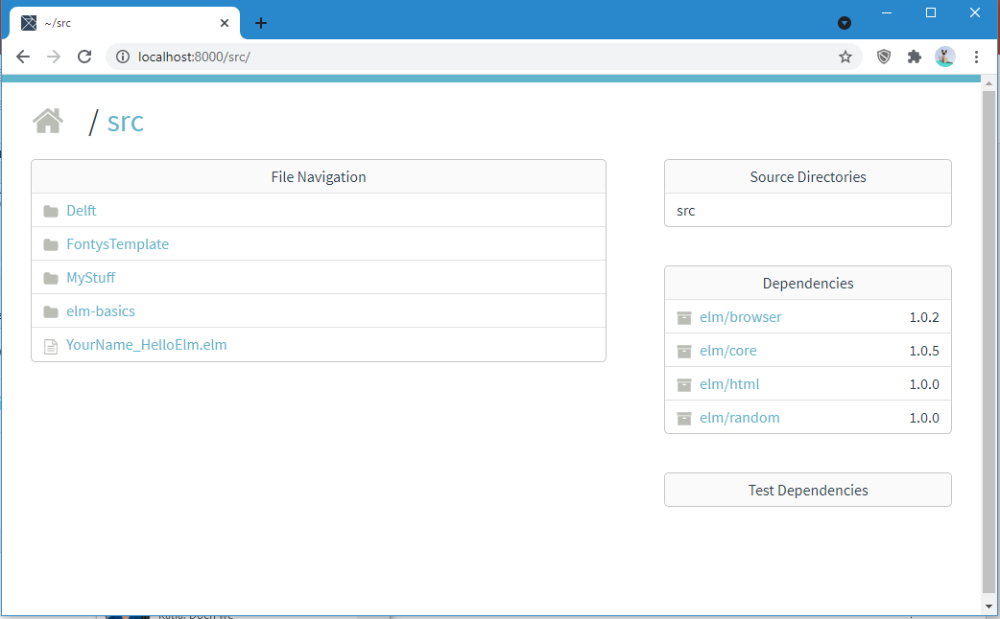 ~/src
localhost:8000/src/
/ src
File Navigation
Delft
FontysTemplate
MyStuff
elm-basics
YourName_HelloElm.elm
Source Directories
src
Dependencies
elm/browser 1.0.2
elm/core 1.0.5
elm/html 1.0.0
elm/random 1.0.0
Test Dependencies